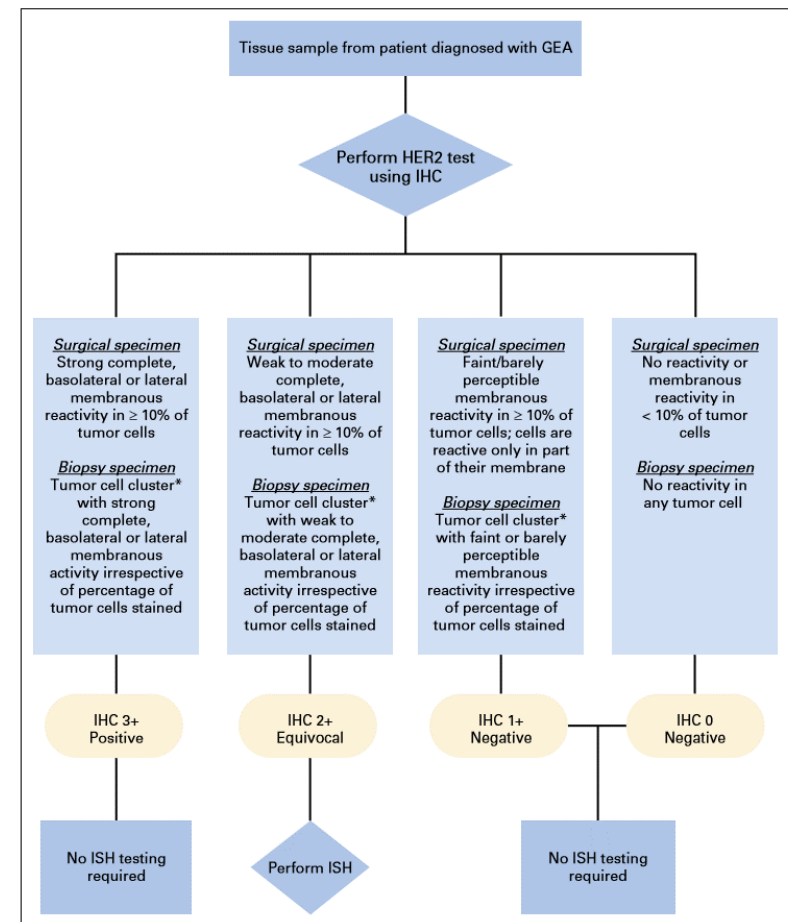 Tissue sample from patient diagnosed with GEA
Perform HER2 test
using IHC
Surgical specimen
Strong complete,
basolateral or lateral
membranous
reactivity in ≥ 10% of
tumor cells
Biopsy specimen
Tumor cell cluster*
with strong
complete,
basolateral or lateral
membranous
activity irrespective
of percentage of
tumor cells stained
Surgical specimen
Weak to moderate
complete,
basolateral or lateral
membranous
reactivity in ≥ 10% of
tumor cells
Biopsy specimen
Tumor cell cluster*
with weak to
moderate complete,
basolateral or lateral
membranous
activity irrespective
of percentage of
tumor cells stained
Surgical specimen
Faint/barely
perceptible
membranous
reactivity in ≥ 10% of
tumor cells; cells are
reactive only in part
of their membrane
Biopsy specimen
Tumor cell cluster*
with faint or barely
perceptible
membranous
reactivity irrespective
of percentage of
tumor cells stained
Surgical specimen
No reactivity or
membranous
reactivity in
< 10% of tumor
cells
Biopsy specimen
No reactivity in
any tumor cell
IHC 3+
Positive
IHC 2+
Equivocal
IHC 1+
Negative
IHC 0
Negative
No ISH testing
required
Perform ISH
No ISH testing
required